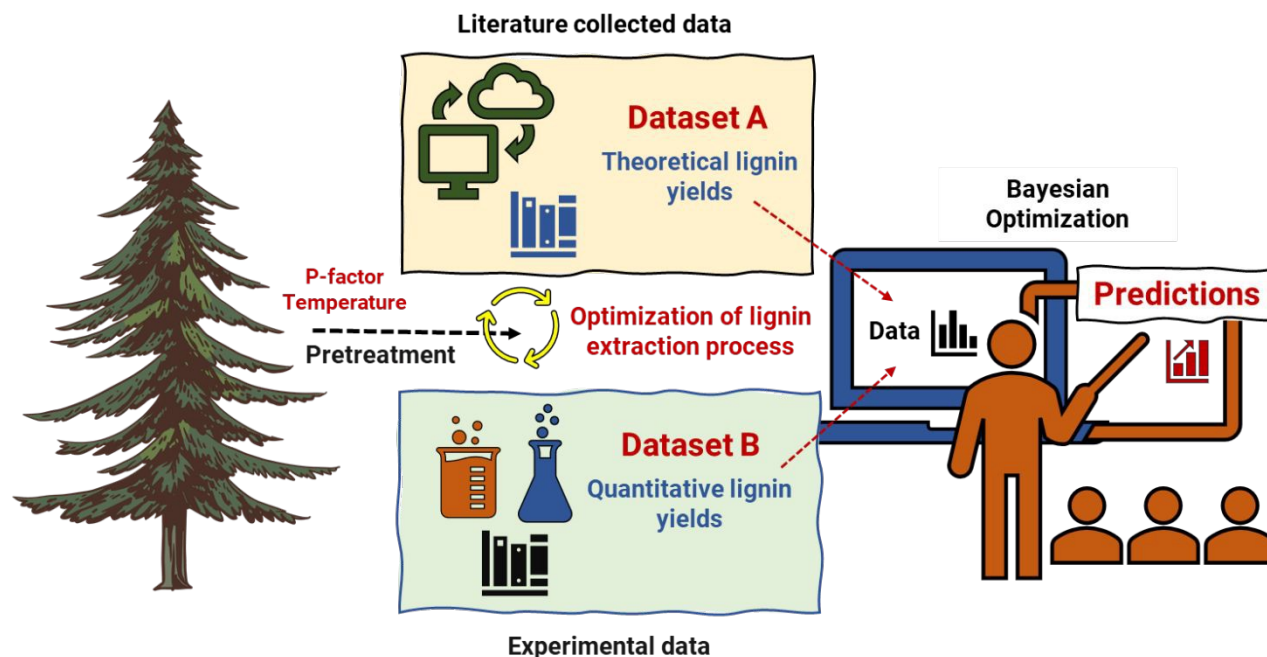 Literature collected data
Dataset A
Theoretical lignin
yields
P-factor
Temperature
Pretreatment
Optimization of lignin
extraction process
Dataset B
Quantitative lignin
yields
Experimental data
Bayesian
Optimization
Data
Predictions